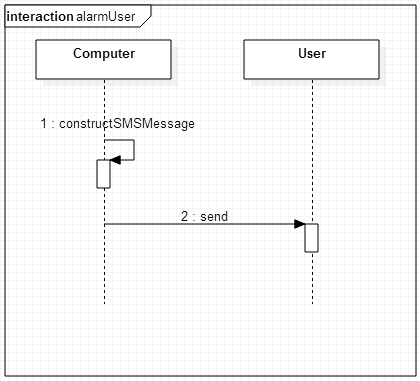 interaction alarmUser
Computer
User
1 : constructSMSMessage
2 : send